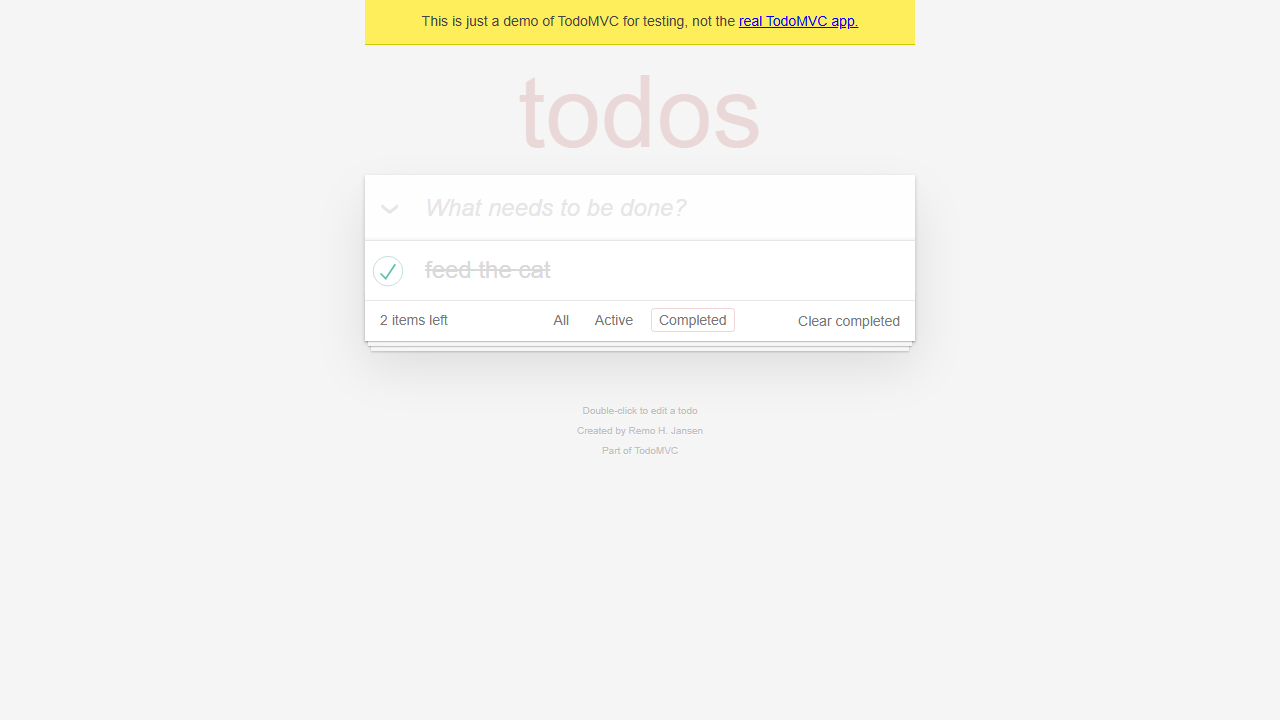 This is just a demo of TodoMVC for testing, not the real TodoMVC app.
todos
What needs to be done?
feed the cat
2 items left All Active Completed Clear completed
Double-click to edit a todo
Created by Remo H. Jansen
Part of TodoMVC